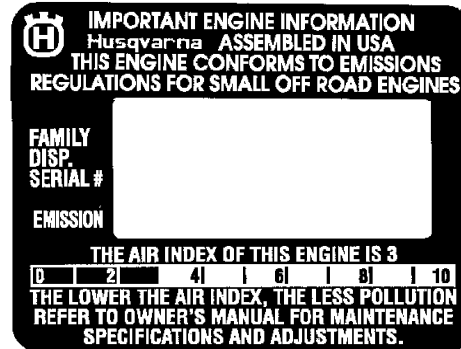 IMPORTANT ENGINE INFORMATION
Husqvarna ASSEMBLED IN USA
THIS ENGINE CONFORMS TO EMISSIONS
REGULATIONS FOR SMALL OFF ROAD ENGINES
FAMILY
DISP.
SERIAL #
EMISSION
THE AIR INDEX OF THIS ENGINE IS 3
0 2 4 6 8 10
THE LOWER THE AIR INDEX, THE LESS POLLUTION
REFER TO OWNER'S MANUAL FOR MAINTENANCE
SPECIFICATIONS AND ADJUSTMENTS.